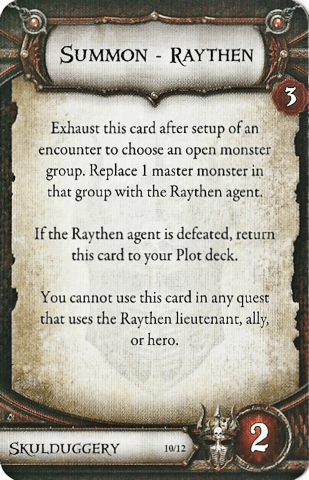 Summon - Raythen
3
Exhaust this card after setup of an
encounter to choose an open monster
group. Replace 1 master monster in
that group with the Raythen agent.
If the Raythen agent is defeated, return
this card to your Plot deck.
You cannot use this card in any quest
that uses the Raythen lieutenant, ally,
or hero.
Skulduggery
10/12
2